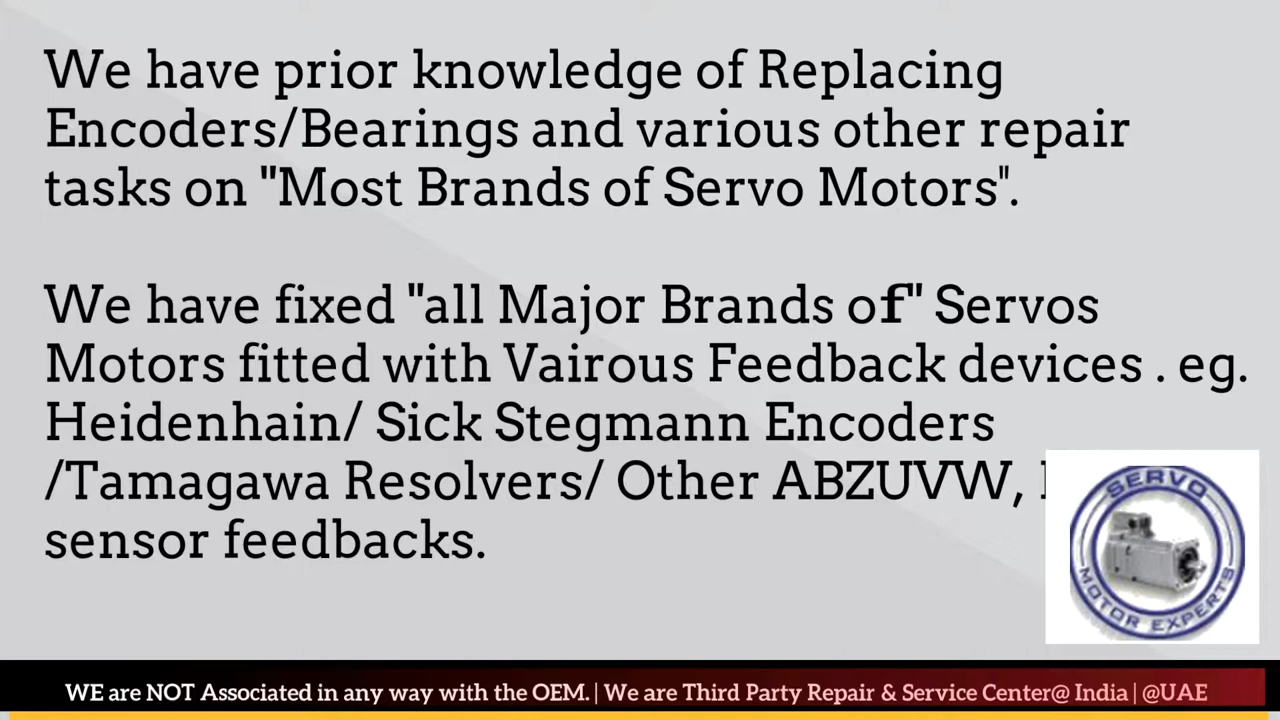 We have prior knowledge of Replacing
Encoders/Bearings and various other repair
tasks on "Most Brands of Servo Motors".
We have fixed "all Major Brands of" Servos
Motors fitted with Vairous Feedback devices . eg.
Heidenhain/ Sick Stegmann Encoders
/Tamagawa Resolvers/ Other ABZUVW,
sensor feedbacks.
SERVO
MOTOR EXPERTS
WE are NOT Associated in any way with the OEM. | We are Third Party Repair & Service Center@ India | @UAE